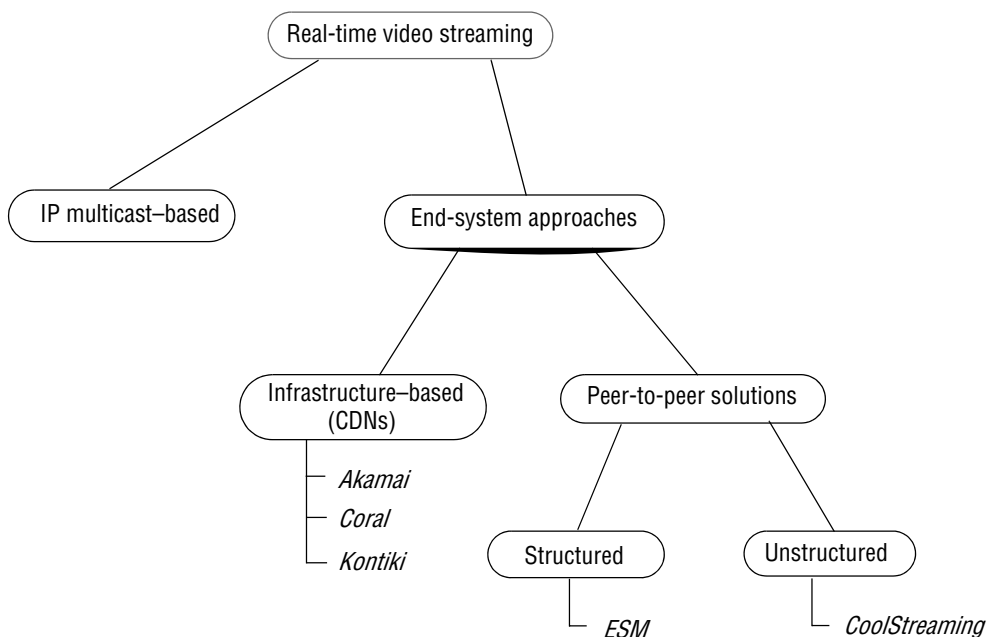 Real-time video streaming
IP multicast–based
End-system approaches
Infrastructure–based
(CDNs)
Peer-to-peer solutions
Akamai
Coral
Kontiki
Structured
Unstructured
ESM
CoolStreaming